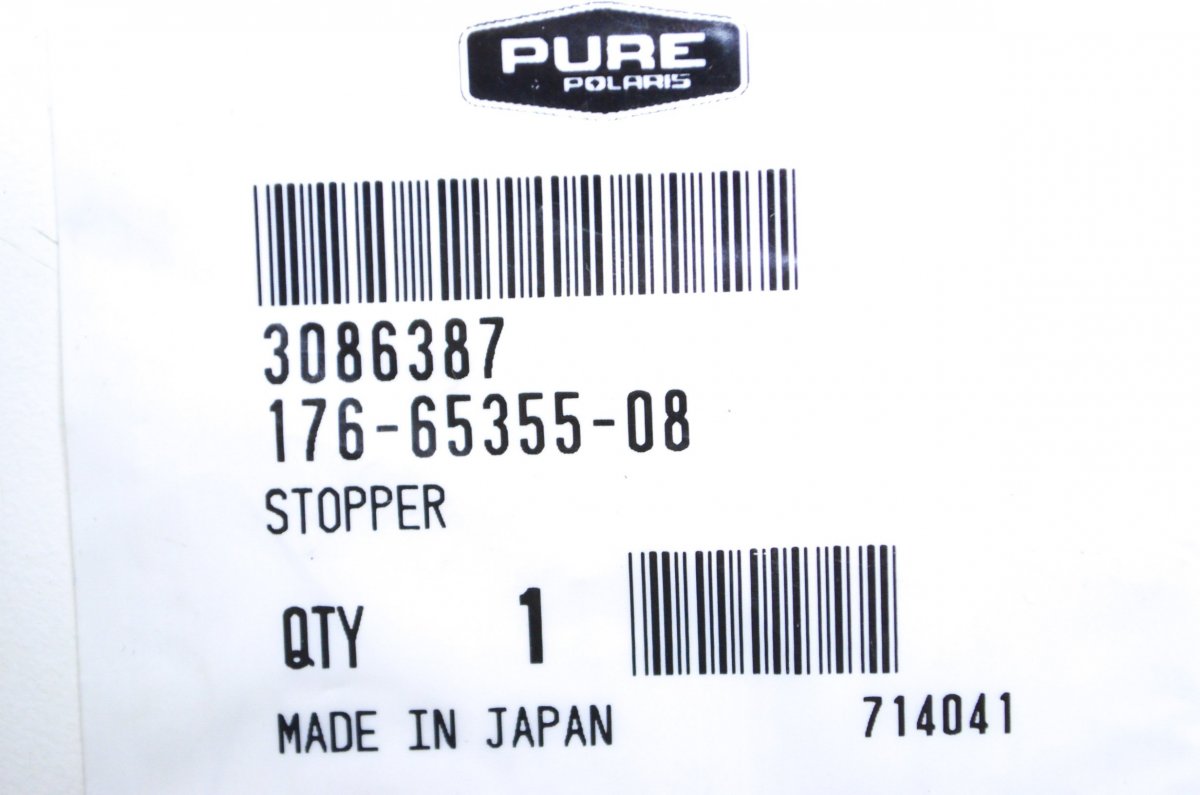 PURE
POLARIS
3086387
176-65355-08
STOPPER
QTY 1
MADE IN JAPAN 714041